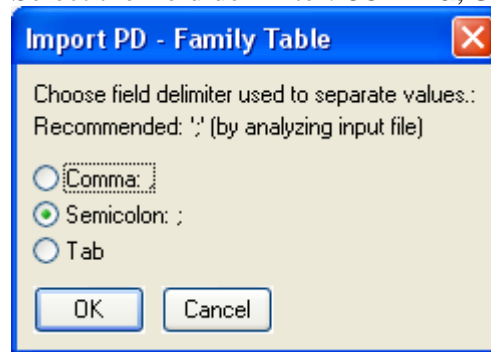 Import PD - Family Table
Choose field delimiter used to separate values.:
Recommended: ';' (by analyzing input file)
Comma: ,
Semicolon: ;
Tab
OK
Cancel